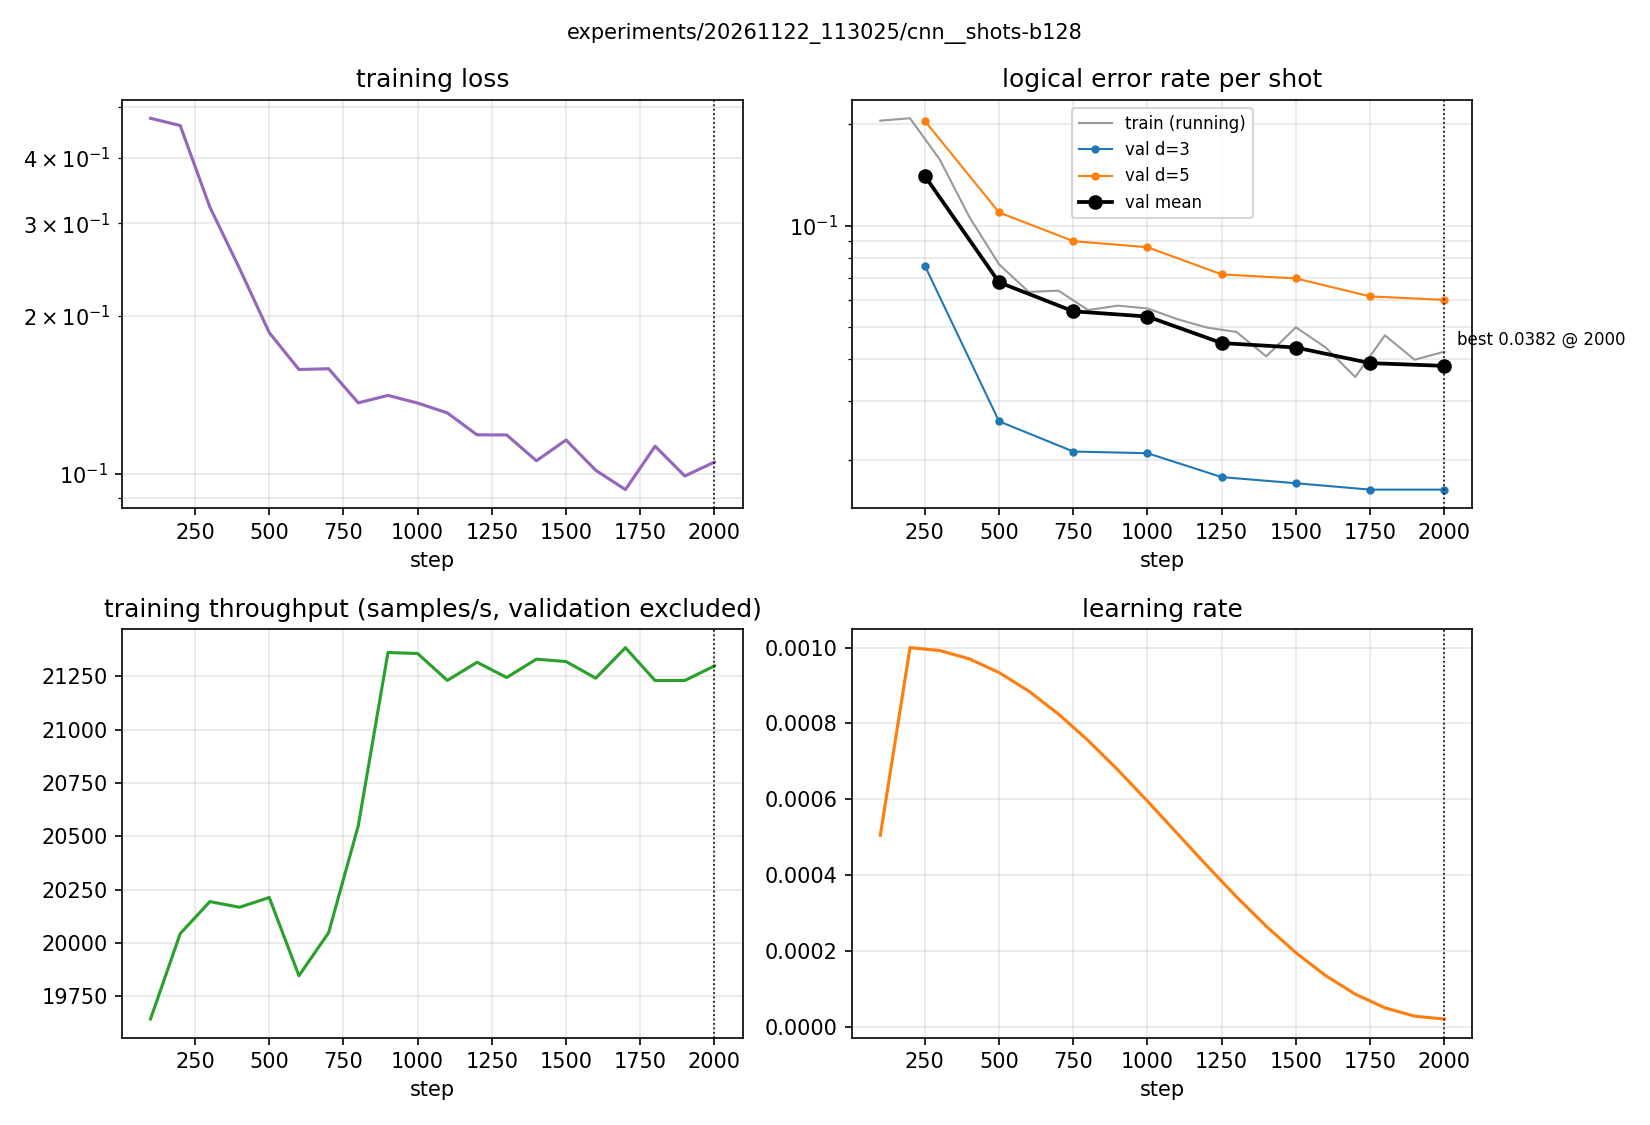 experiments/20261122_113025/cnn__shots-b128
training loss
4 × 10⁻¹
3 × 10⁻¹
2 × 10⁻¹
10⁻¹
250 500 750 1000 1250 1500 1750 2000
step
logical error rate per shot
train (running)
val d=3
val d=5
val mean
10⁻¹
best 0.0382 @ 2000
250 500 750 1000 1250 1500 1750 2000
step
training throughput (samples/s, validation excluded)
21250
21000
20750
20500
20250
20000
19750
250 500 750 1000 1250 1500 1750 2000
step
learning rate
0.0010
0.0008
0.0006
0.0004
0.0002
0.0000
250 500 750 1000 1250 1500 1750 2000
step